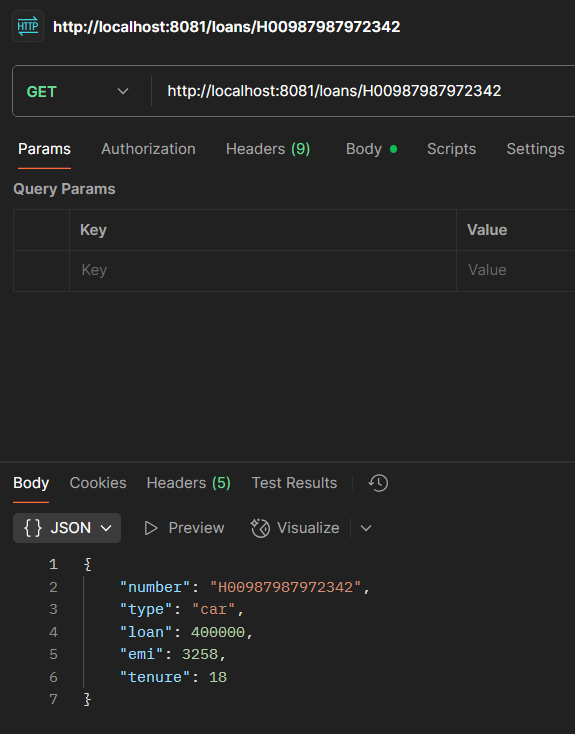 HTTP http://localhost:8081/loans/H00987987972342
GET http://localhost:8081/loans/H00987987972342
Params Authorization Headers (9) Body Scripts Settings
Query Params
Key Value
Key Value
Body Cookies Headers (5) Test Results
{} JSON Preview Visualize
1 {
2 "number": "H00987987972342",
3 "type": "car",
4 "loan": 400000,
5 "emi": 3258,
6 "tenure": 18
7 }